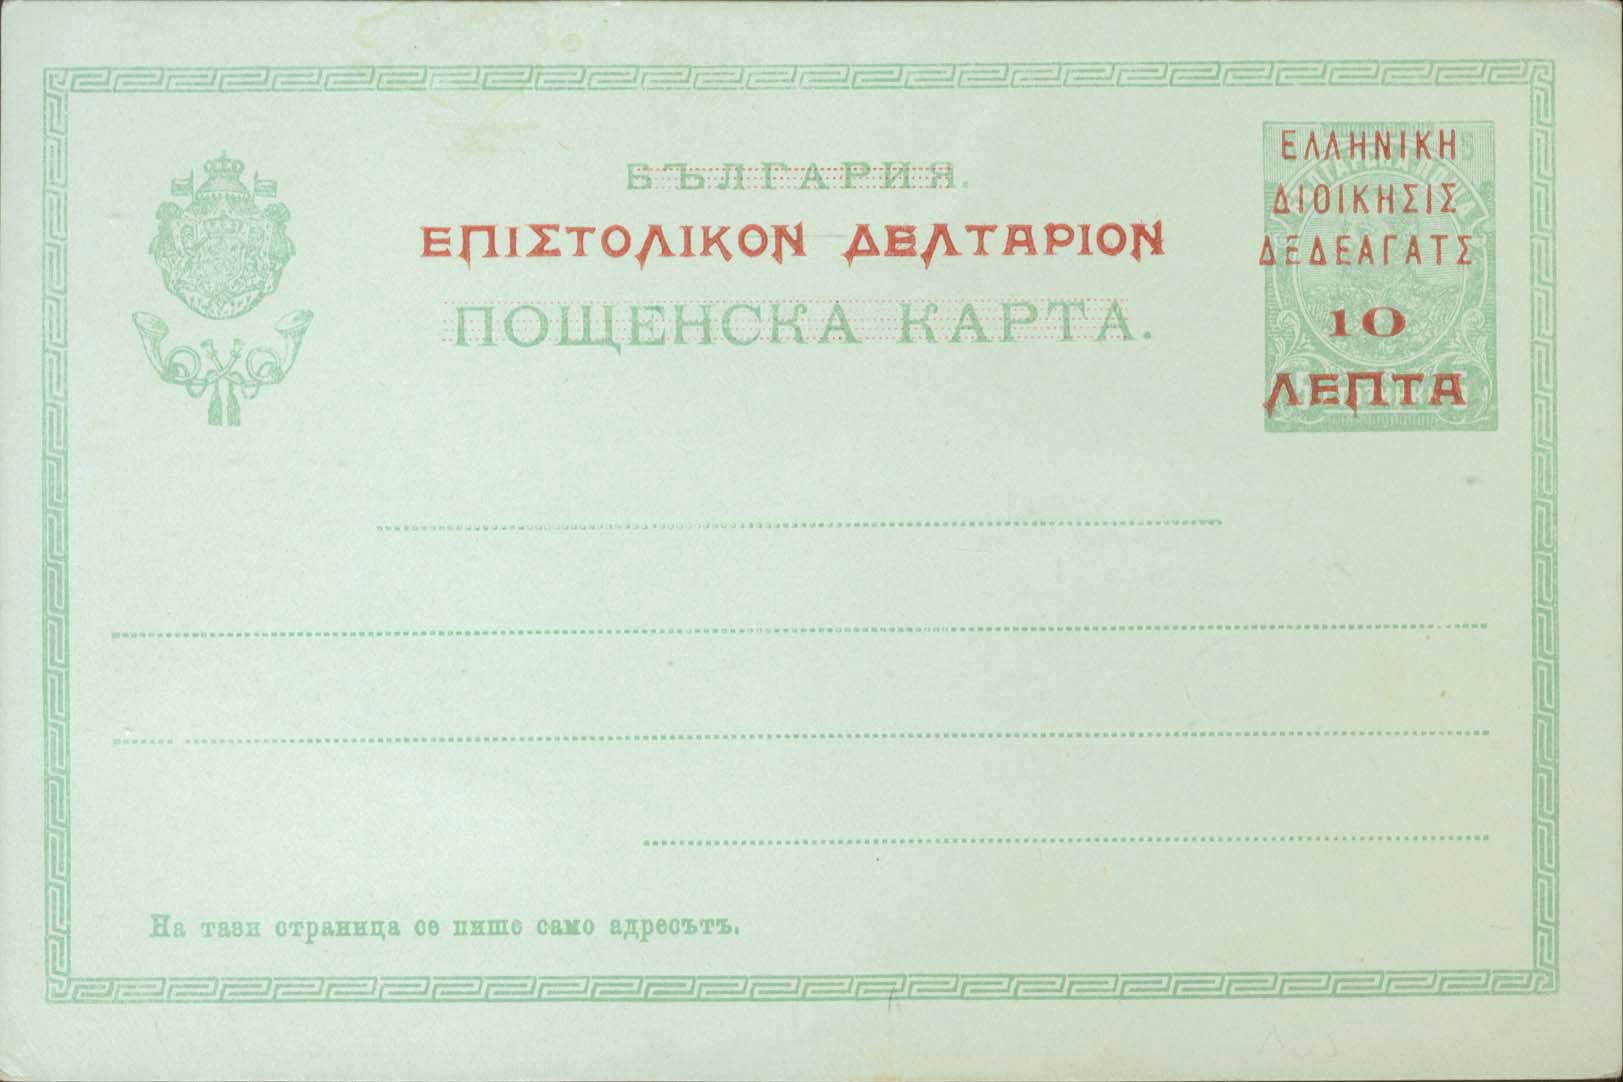 БЪЛГАРИЯ.
ΕΠΙΣΤΟΛΙΚΟΝ ΔΕΛΤΑΡΙΟΝ
ПОЩЕНСКА КАРТА.
ΕΛΛΗΝΙΚΗ
ΔΙΟΙΚΗΣΙΣ
ΔΕΔΕΑΓΑΤΣ
10
ΛΕΠΤΑ
На тази страница се пише само адресътъ.